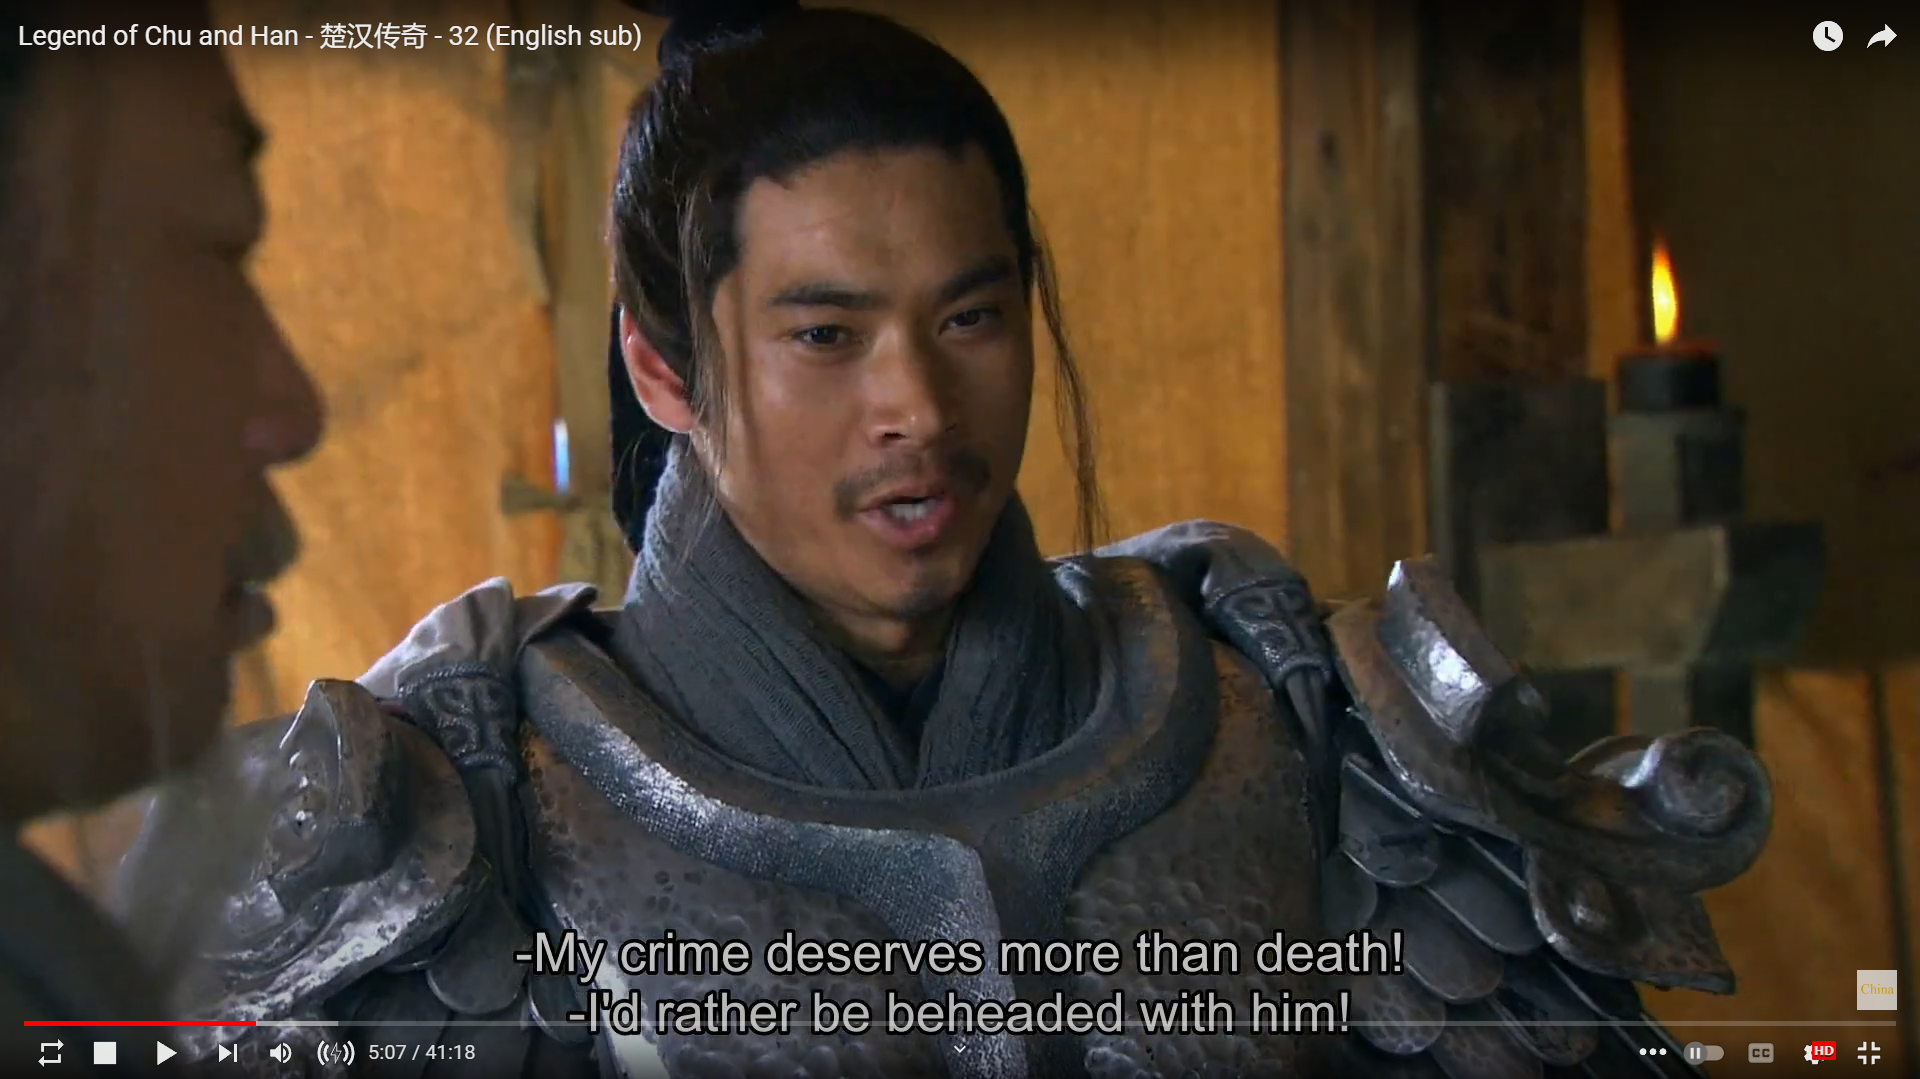 Legend of Chu and Han - 楚汉传奇 - 32 (English sub)
-My crime deserves more than death!
-I'd rather be beheaded with him!
China
5:07 / 41:18
CC
HD